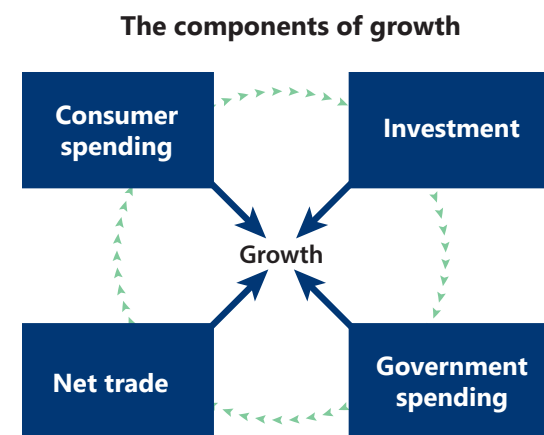 The components of growth
Consumer
spending
Investment
Growth
Net trade
Government
spending